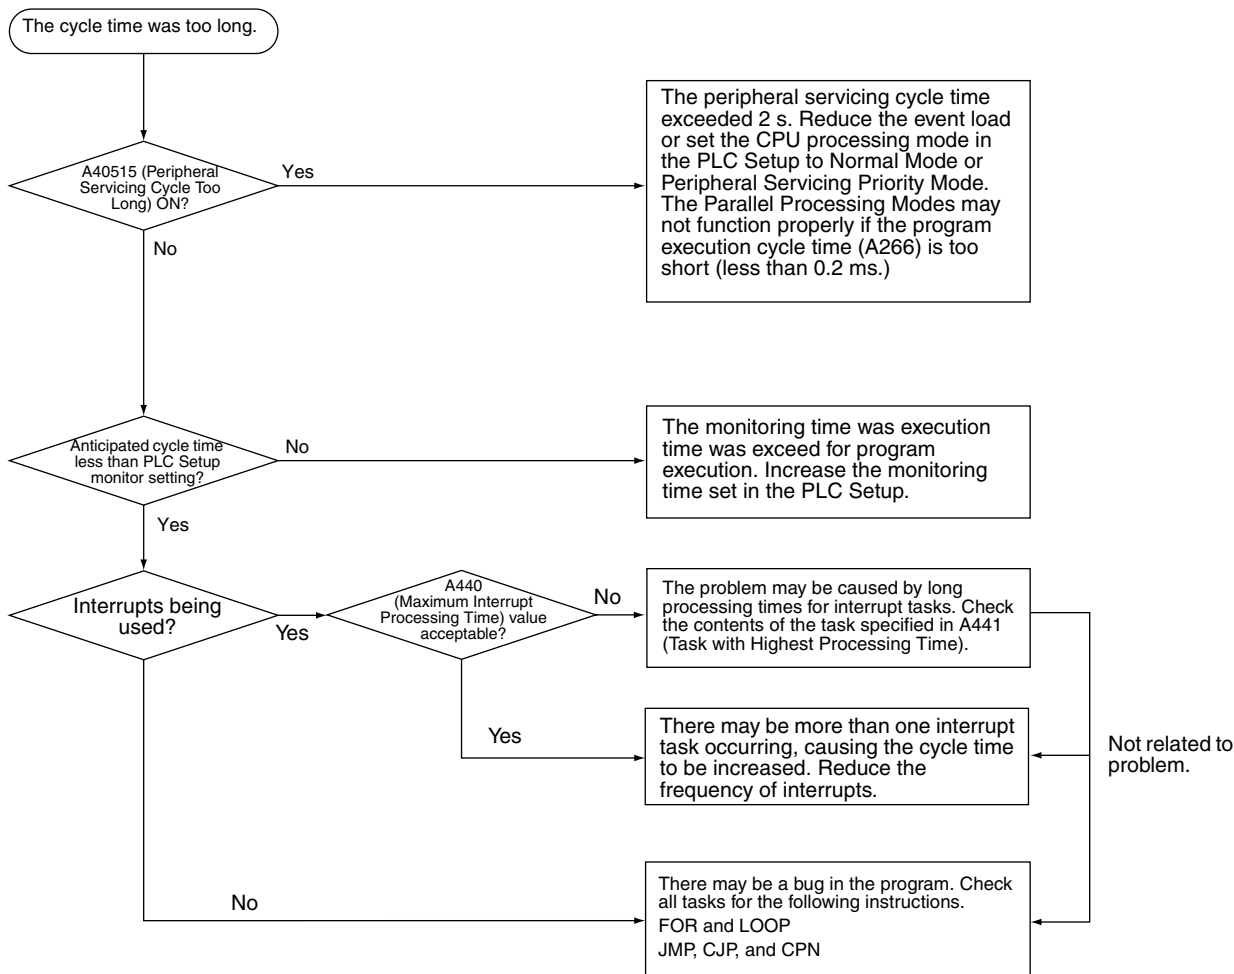 The cycle time was too long.
A40515 (Peripheral
Servicing Cycle Too
Long) ON?
Yes
The peripheral servicing cycle time
exceeded 2 s. Reduce the event load
or set the CPU processing mode in
the PLC Setup to Normal Mode or
Peripheral Servicing Priority Mode.
The Parallel Processing Modes may
not function properly if the program
execution cycle time (A266) is too
short (less than 0.2 ms.)
No
Anticipated cycle time
less than PLC Setup
monitor setting?
No
The monitoring time was execution
time was exceed for program
execution. Increase the monitoring
time set in the PLC Setup.
Yes
Interrupts being
used?
Yes
A440
(Maximum Interrupt
Processing Time) value
acceptable?
No
The problem may be caused by long
processing times for interrupt tasks. Check
the contents of the task specified in A441
(Task with Highest Processing Time).
Yes
There may be more than one interrupt
task occurring, causing the cycle time
to be increased. Reduce the
frequency of interrupts.
Not related to
problem.
No
There may be a bug in the program. Check
all tasks for the following instructions.
FOR and LOOP
JMP, CJP, and CPN